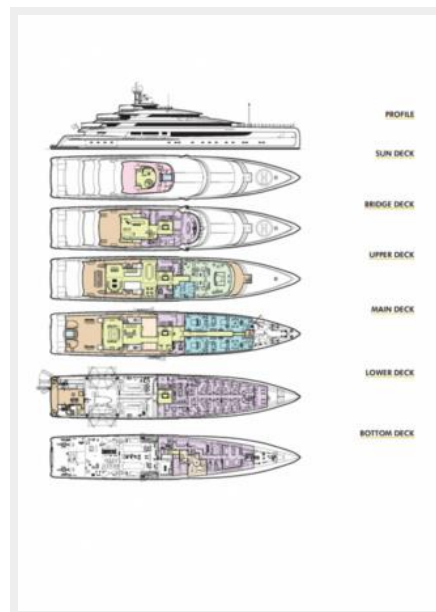 PROFILE
SUN DECK
BRIDGE DECK
UPPER DECK
MAIN DECK
LOWER DECK
BOTTOM DECK
H
H